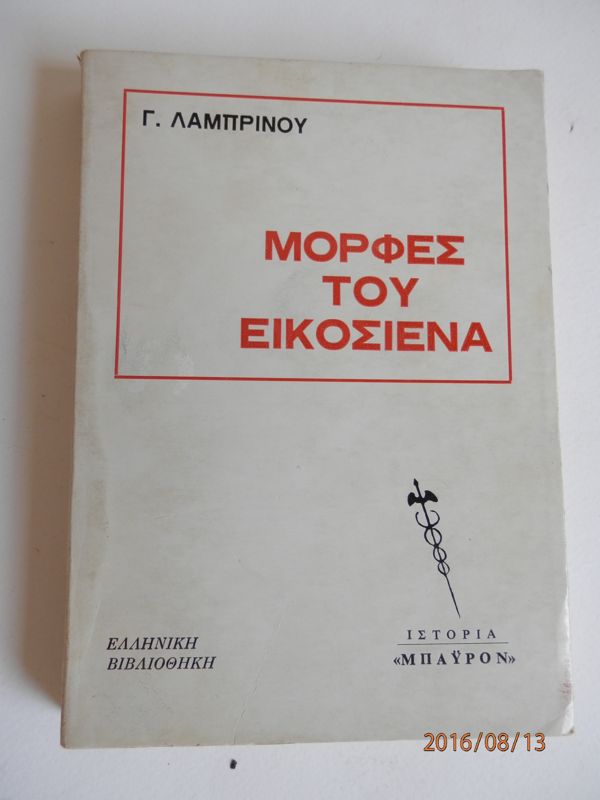 Γ. ΛΑΜΠΡΙΝΟΥ
ΜΟΡΦΕΣ
ΤΟΥ
ΕΙΚΟΣΙΕΝΑ
ΕΛΛΗΝΙΚΗ
ΒΙΒΛΙΟΘΗΚΗ
ΙΣΤΟΡΙΑ
«ΜΠΑΫΡΟΝ»
2016/08/13